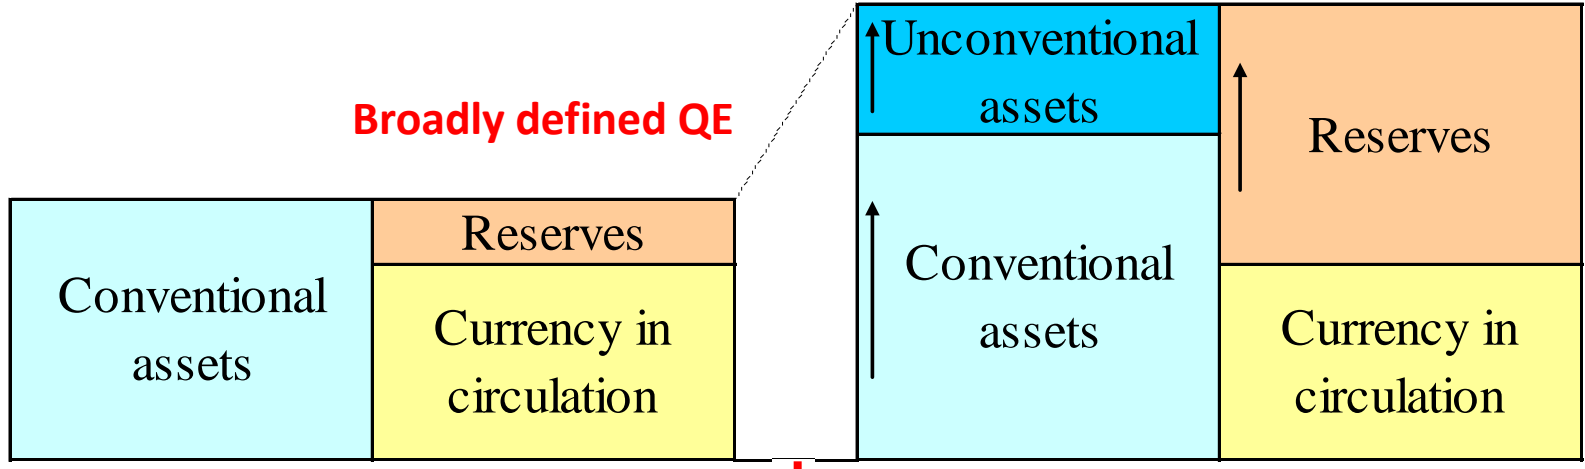 Broadly defined QE
Conventional
assets
Reserves
Currency in
circulation
Unconventional
assets
Conventional
assets
Reserves
Currency in
circulation